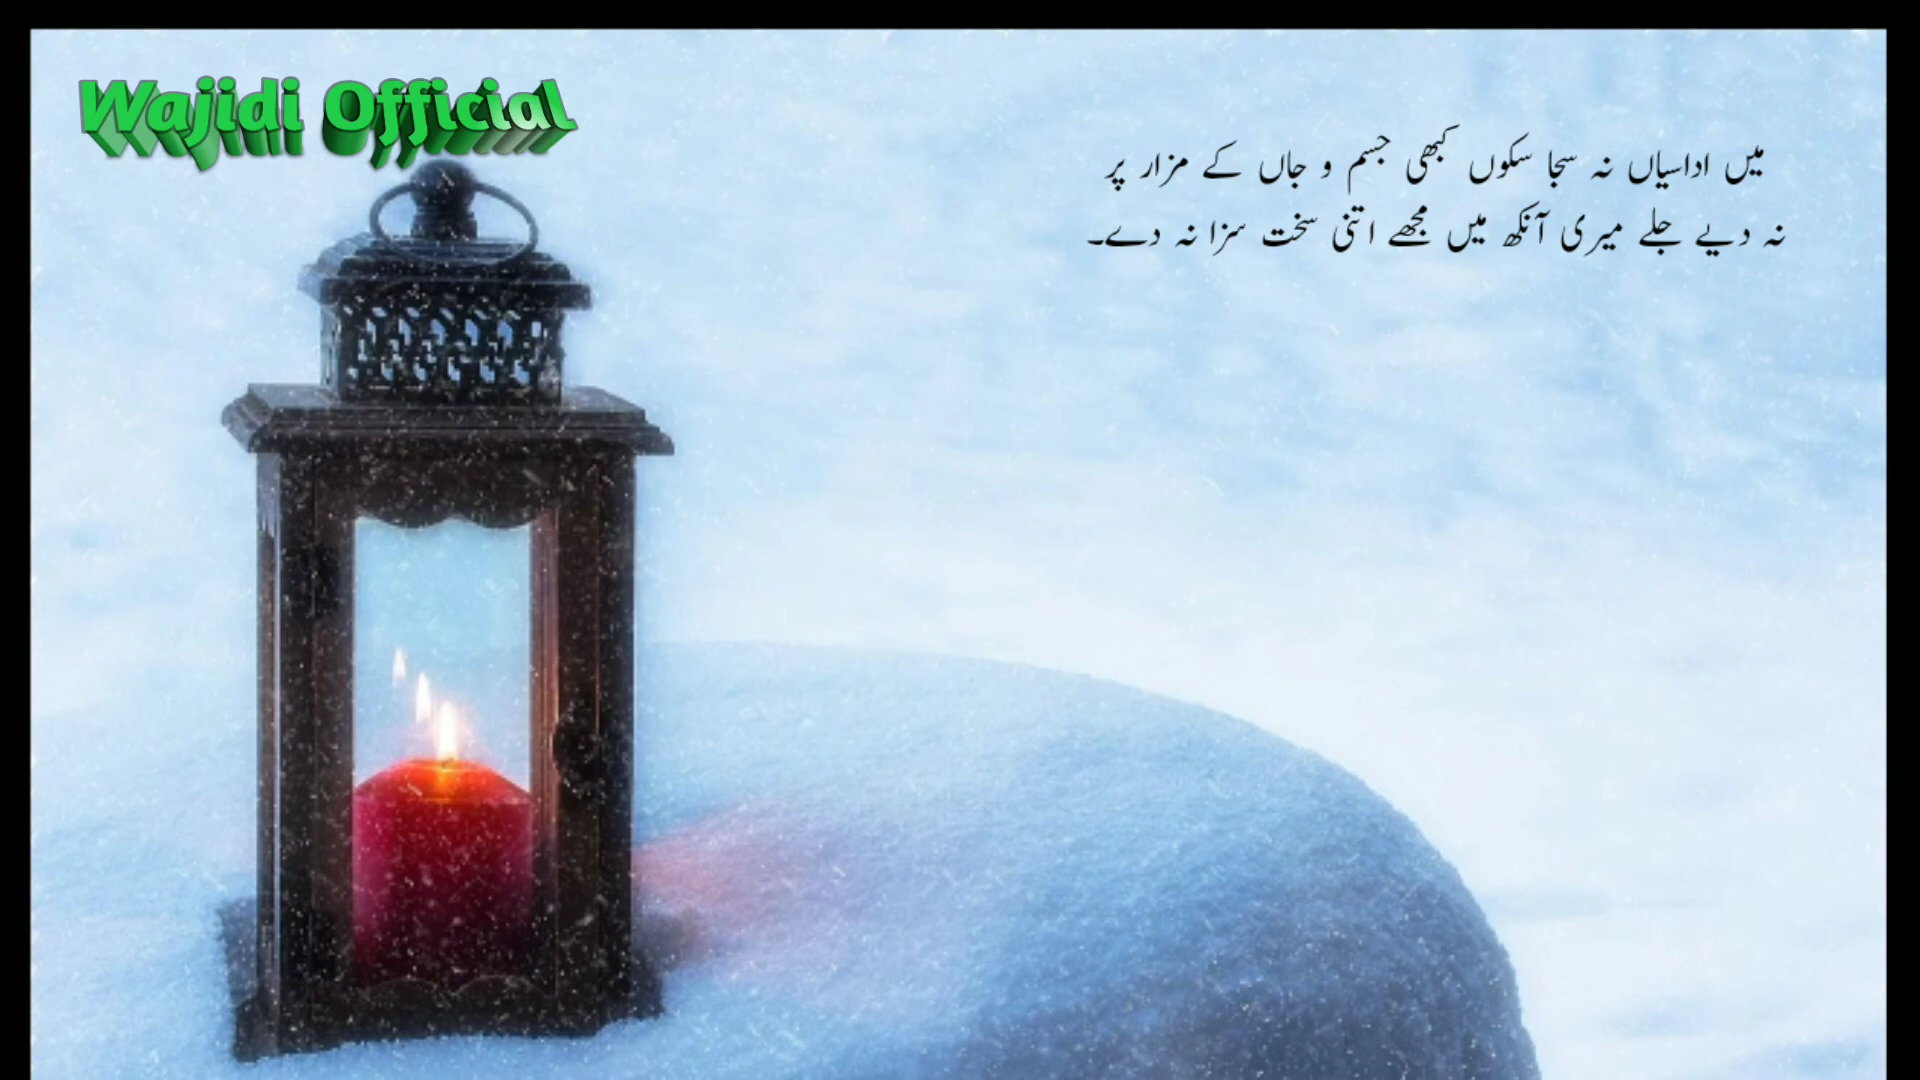 Wajidi Official
میں اداسیاں نہ سجا سکوں کبھی جسم و جاں کے مزار پر
نہ دیے جلے میری آنکھ میں مجھے اتنی سخت سزا نہ دے۔